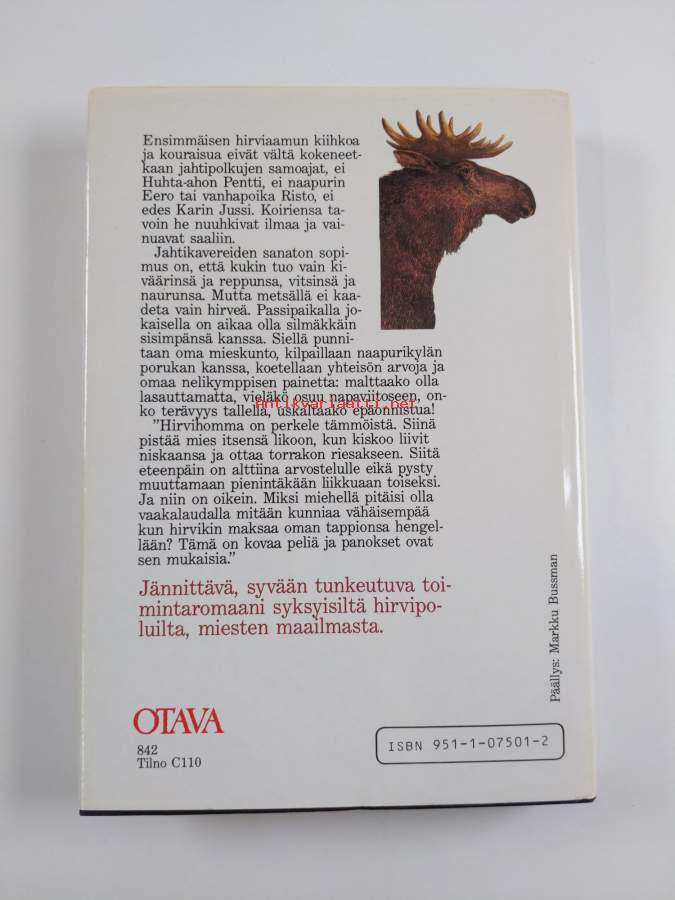 Ensimmäisen hirviaamun kiihkoa
ja kouraisua eivät vältä kokeneet-
kaan jahtipolkujen samoajat, ei
Huhta-ahon Pentti, ei naapurin
Eero tai vanhapoika Risto, ei
edes Karin Jussi. Koiriensa ta-
voin he nuuhkivat ilmaa ja vai-
nuavat saaliin.
Jahtikavereiden sanaton sopi-
mus on, että kukin tuo vain ki-
väärinsä ja reppunsa, vitsinsä ja
naurunsa. Mutta metsällä ei kaa-
deta vain hirveä. Passipaikalla jo-
kaisella on aikaa olla silmäkkäin
sisimpänsä kanssa. Siellä punni-
taan oma mieskunto, kilpaillaan naapurikylän
porukan kanssa, koetellaan yhteisön arvoja ja
omaa nelikymppisen painetta: malttaako olla
lasauttamatta, vieläkö osuu napaviitoseen, on-
ko terävyys tallella, uskaltaako epäonnistua!
Antikvariaatti.net
”Hirvihomma on perkele tämmöistä. Siinä
pistää mies itsensä likoon, kun kiskoo liivit
niskaansa ja ottaa torrakon riesakseen. Siitä
eteenpäin on alttiina arvostelulle eikä pysty
muuttamaan pienintäkään liikkuaan toiseksi.
Ja niin on oikein. Miksi miehellä pitäisi olla
vaakalaudalla mitään kunniaa vähäisempää
kun hirvikin maksaa oman tappionsa hengel-
lään? Tämä on kovaa peliä ja panokset ovat
sen mukaisia.”
Jännittävä, syvään tunkeutuva toi-
mintaromaani syksyisiltä hirvipo-
luilta, miesten maailmasta.
Päällys: Markku Bussman
OTAVA
842
Tilno C110
ISBN 951-1-07501-2